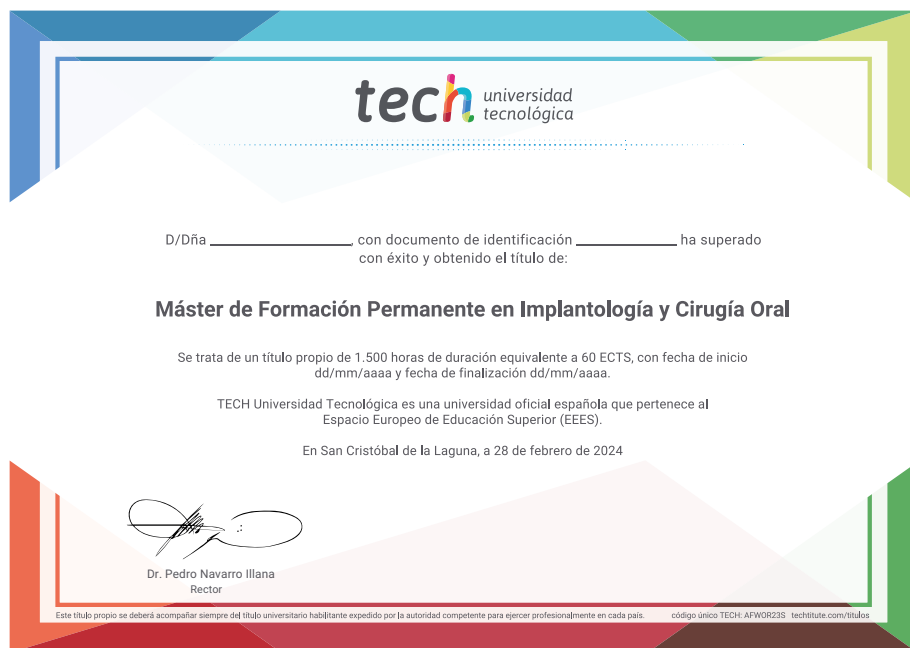 tech universidad
tecnológica
D/Dña ____________________, con documento de identificación ______________ ha superado
con éxito y obtenido el título de:
Máster de Formación Permanente en Implantología y Cirugía Oral
Se trata de un título propio de 1.500 horas de duración equivalente a 60 ECTS, con fecha de inicio
dd/mm/aaaa y fecha de finalización dd/mm/aaaa.
TECH Universidad Tecnológica es una universidad oficial española que pertenece al
Espacio Europeo de Educación Superior (EEES).
En San Cristóbal de la Laguna, a 28 de febrero de 2024
Dr. Pedro Navarro Illana
Rector
Este título propio se deberá acompañar siempre del título universitario habilitante expedido por la autoridad competente para ejercer profesionalmente en cada país. código único TECH: AFWOR23S techtitute.com/titulos